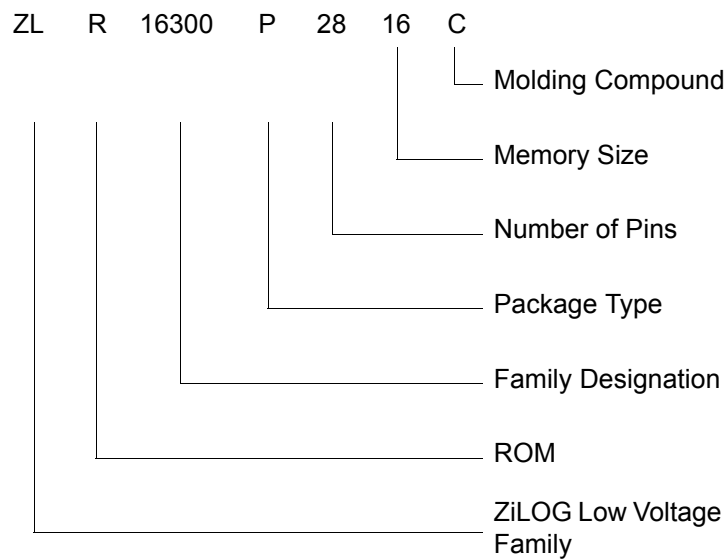 ZL R 16300 P 28 16 C
Molding Compound
Memory Size
Number of Pins
Package Type
Family Designation
ROM
ZiLOG Low Voltage
Family